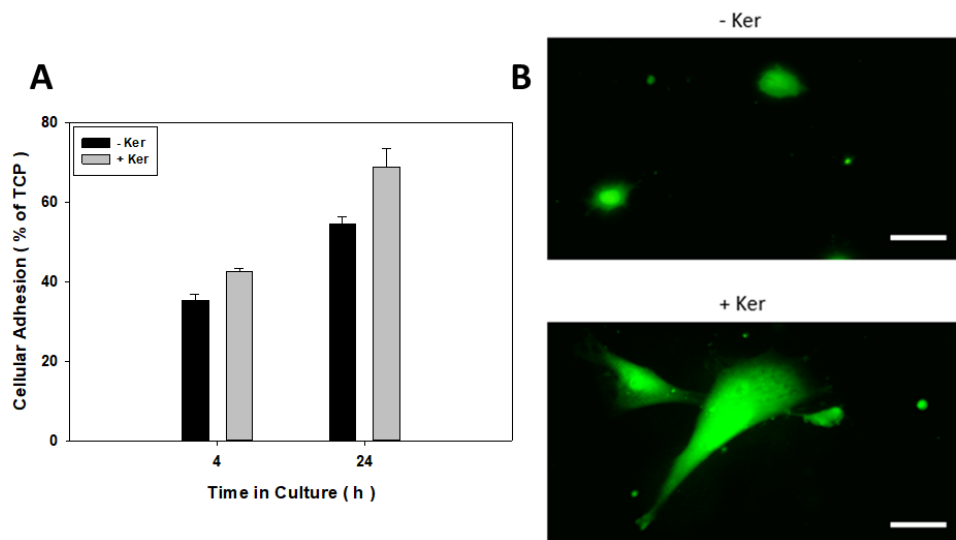 A
80
60
40
20
0
- Ker
+ Ker
Cellular Adhesion ( % of TCP )
4
24
Time in Culture ( h )
B
- Ker
+ Ker